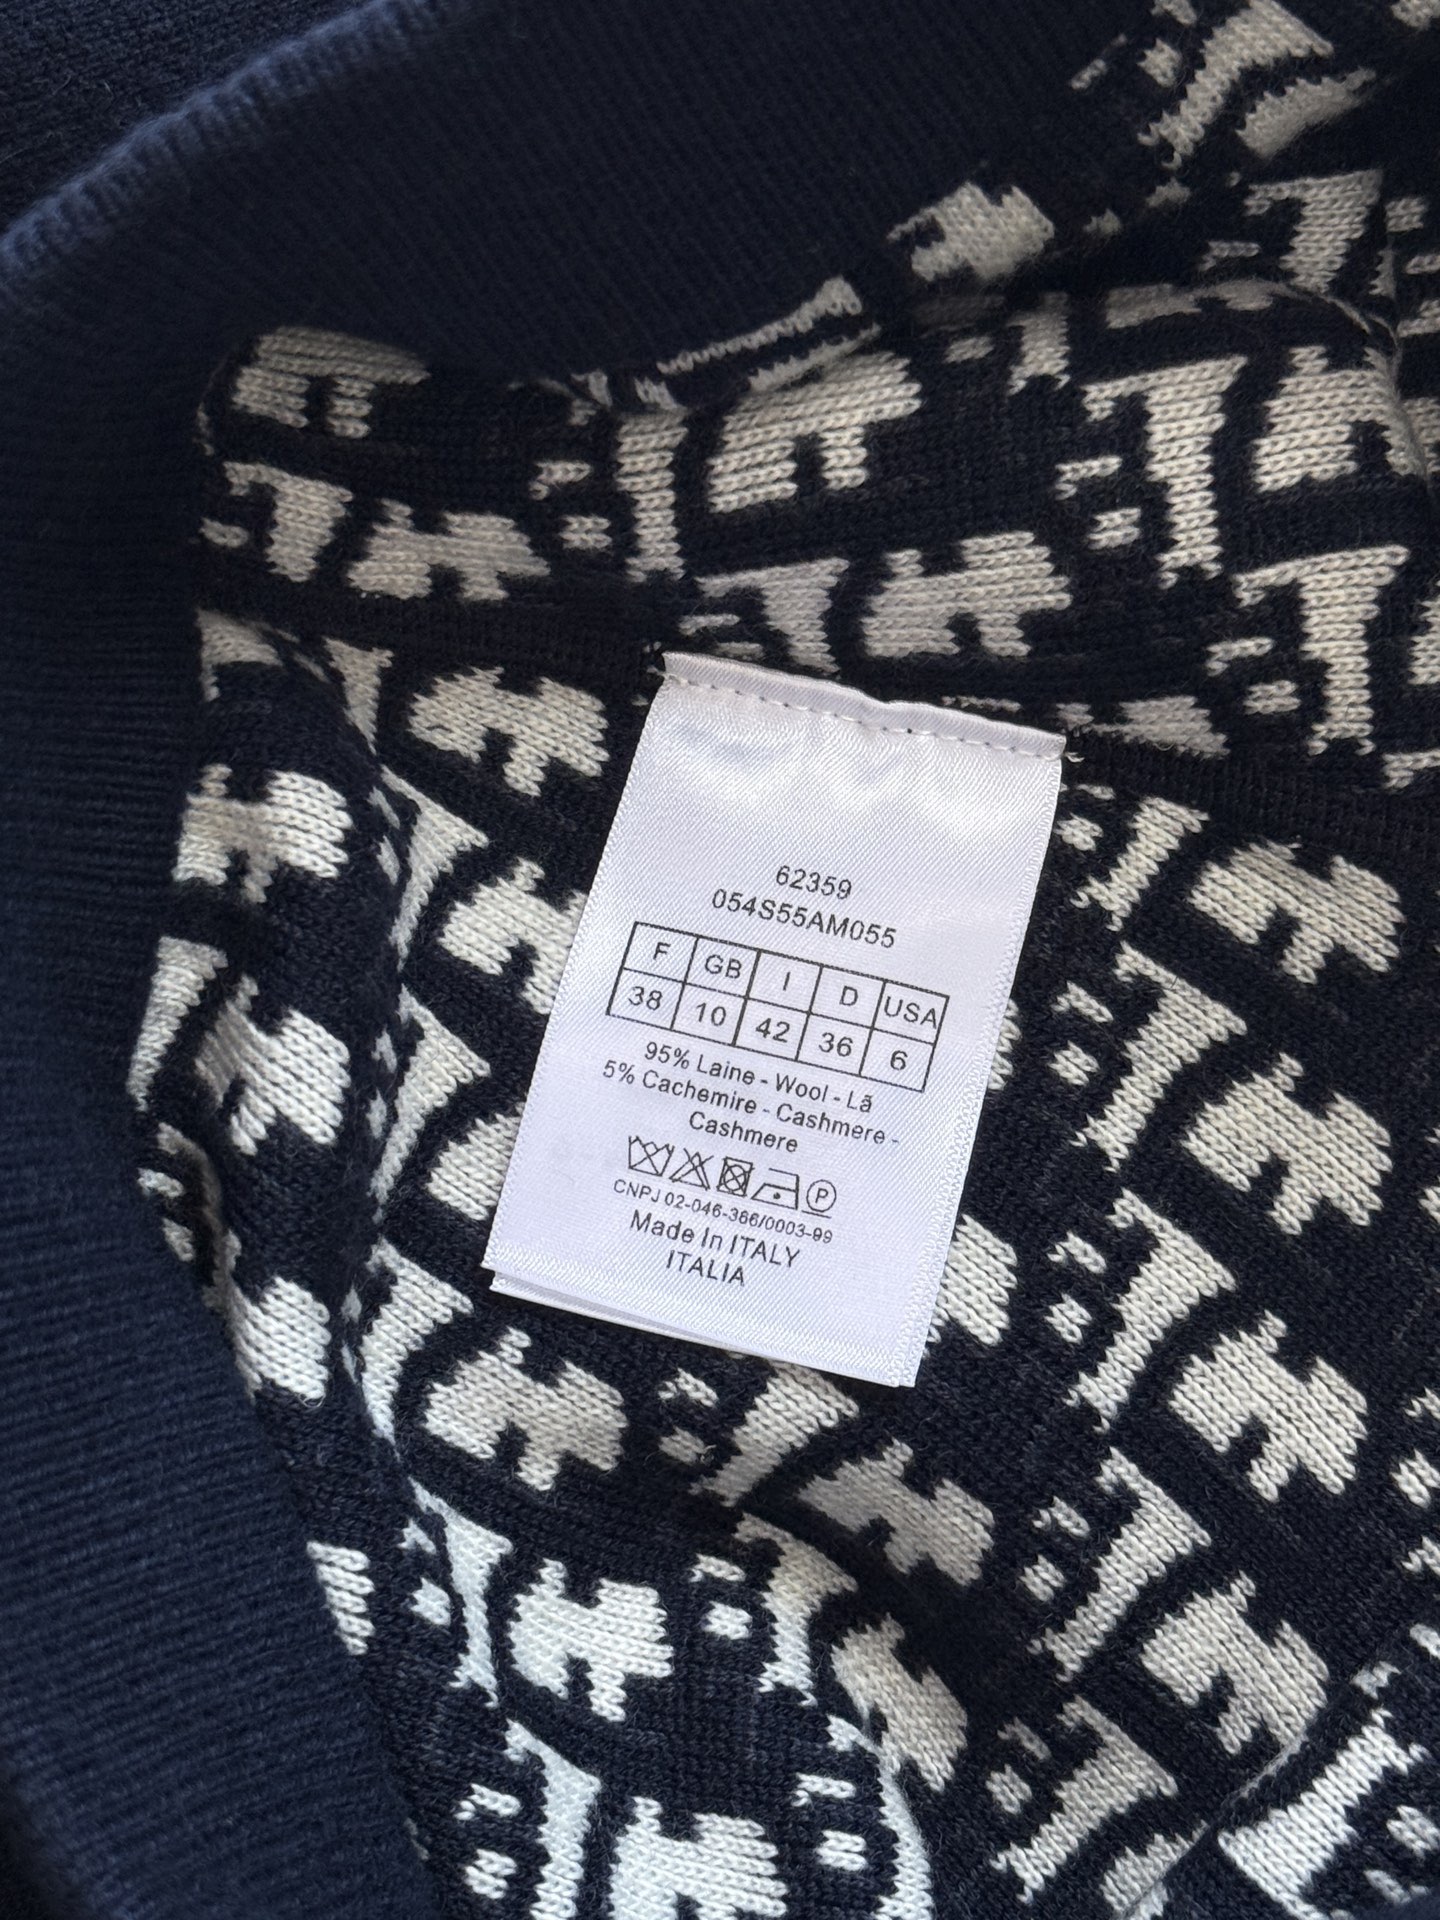 62359
054S55AM055
F GB I D USA
38 10 42 36 6
95% Laine - Wool - Lã
5% Cachemire - Cashmere -
Cashmere
P
CNPJ 02-046-366/0003-99
Made In ITALY
ITALIA